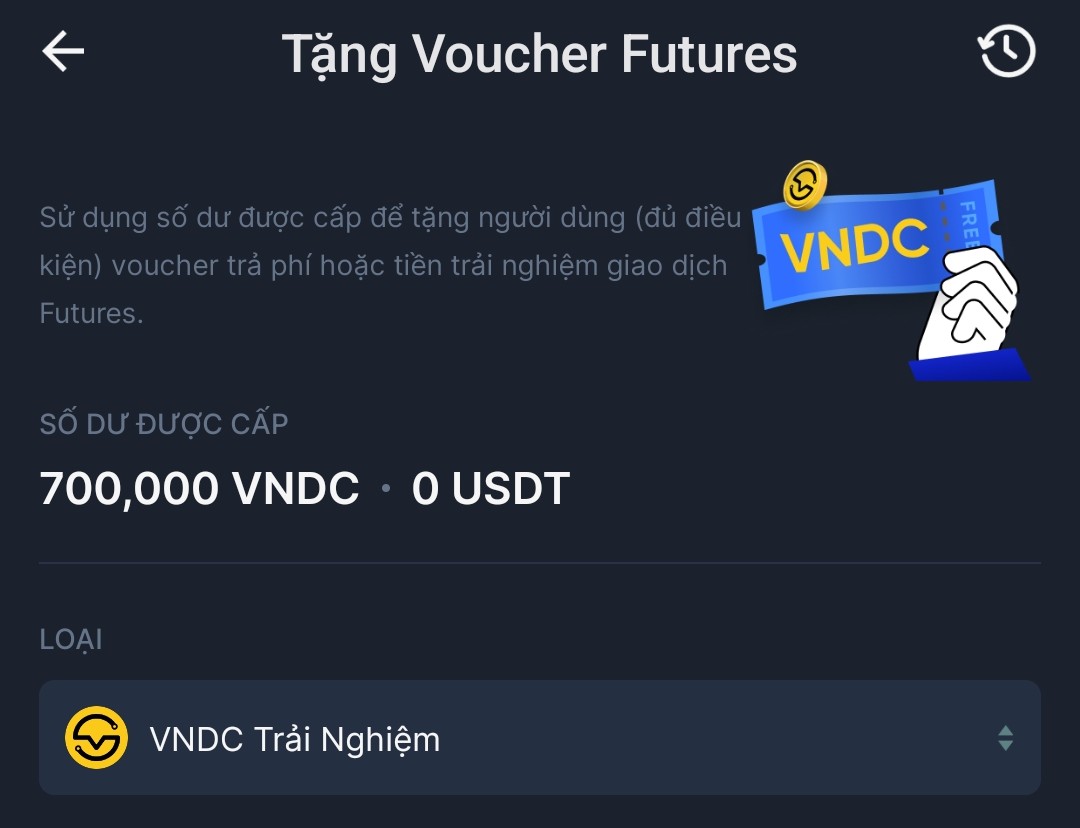 Tặng Voucher Futures
Sử dụng số dư được cấp để tặng người dùng (đủ điều
kiện) voucher trả phí hoặc tiền trải nghiệm giao dịch
Futures.
VNDC
FREE
SỐ DƯ ĐƯỢC CẤP
700,000 VNDC · 0 USDT
LOẠI
VNDC Trải Nghiệm